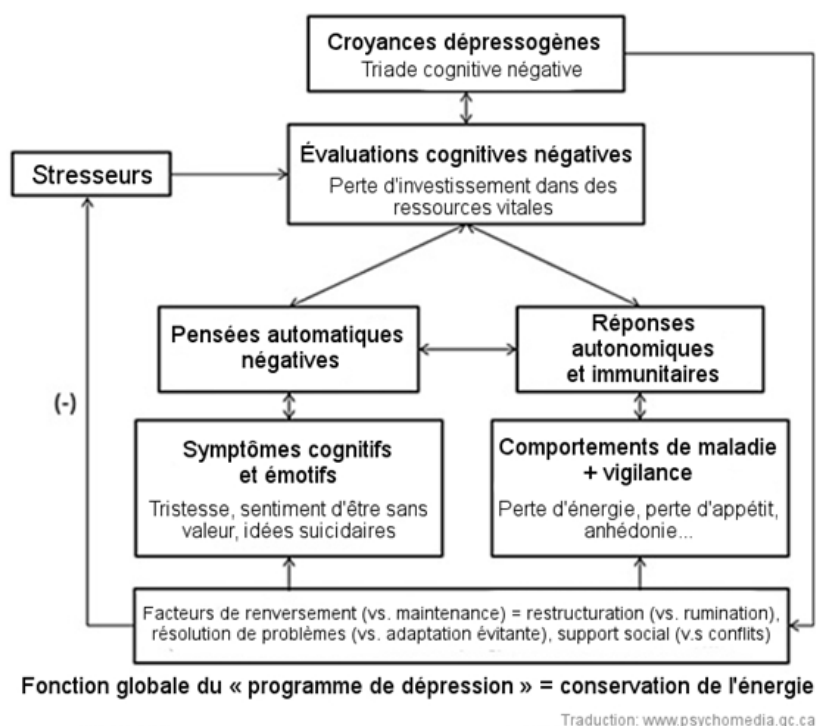 Croyances dépressogènes
Triade cognitive négative
Évaluations cognitives négatives
Perte d'investissement dans des
ressources vitales
Stresseurs
Pensées automatiques
négatives
Réponses
autonomiques
et immunitaires
(-)
Symptômes cognitifs
et émotifs
Tristesse, sentiment d'être sans
valeur, idées suicidaires
Comportements de maladie
+ vigilance
Perte d'énergie, perte d'appétit,
anhédonie...
Facteurs de renversement (vs. maintenance) = restructuration (vs. rumination),
résolution de problèmes (vs. adaptation évitante), support social (v.s conflits)
Fonction globale du « programme de dépression » = conservation de l'énergie
Traduction: www.psychomedia.qc.ca